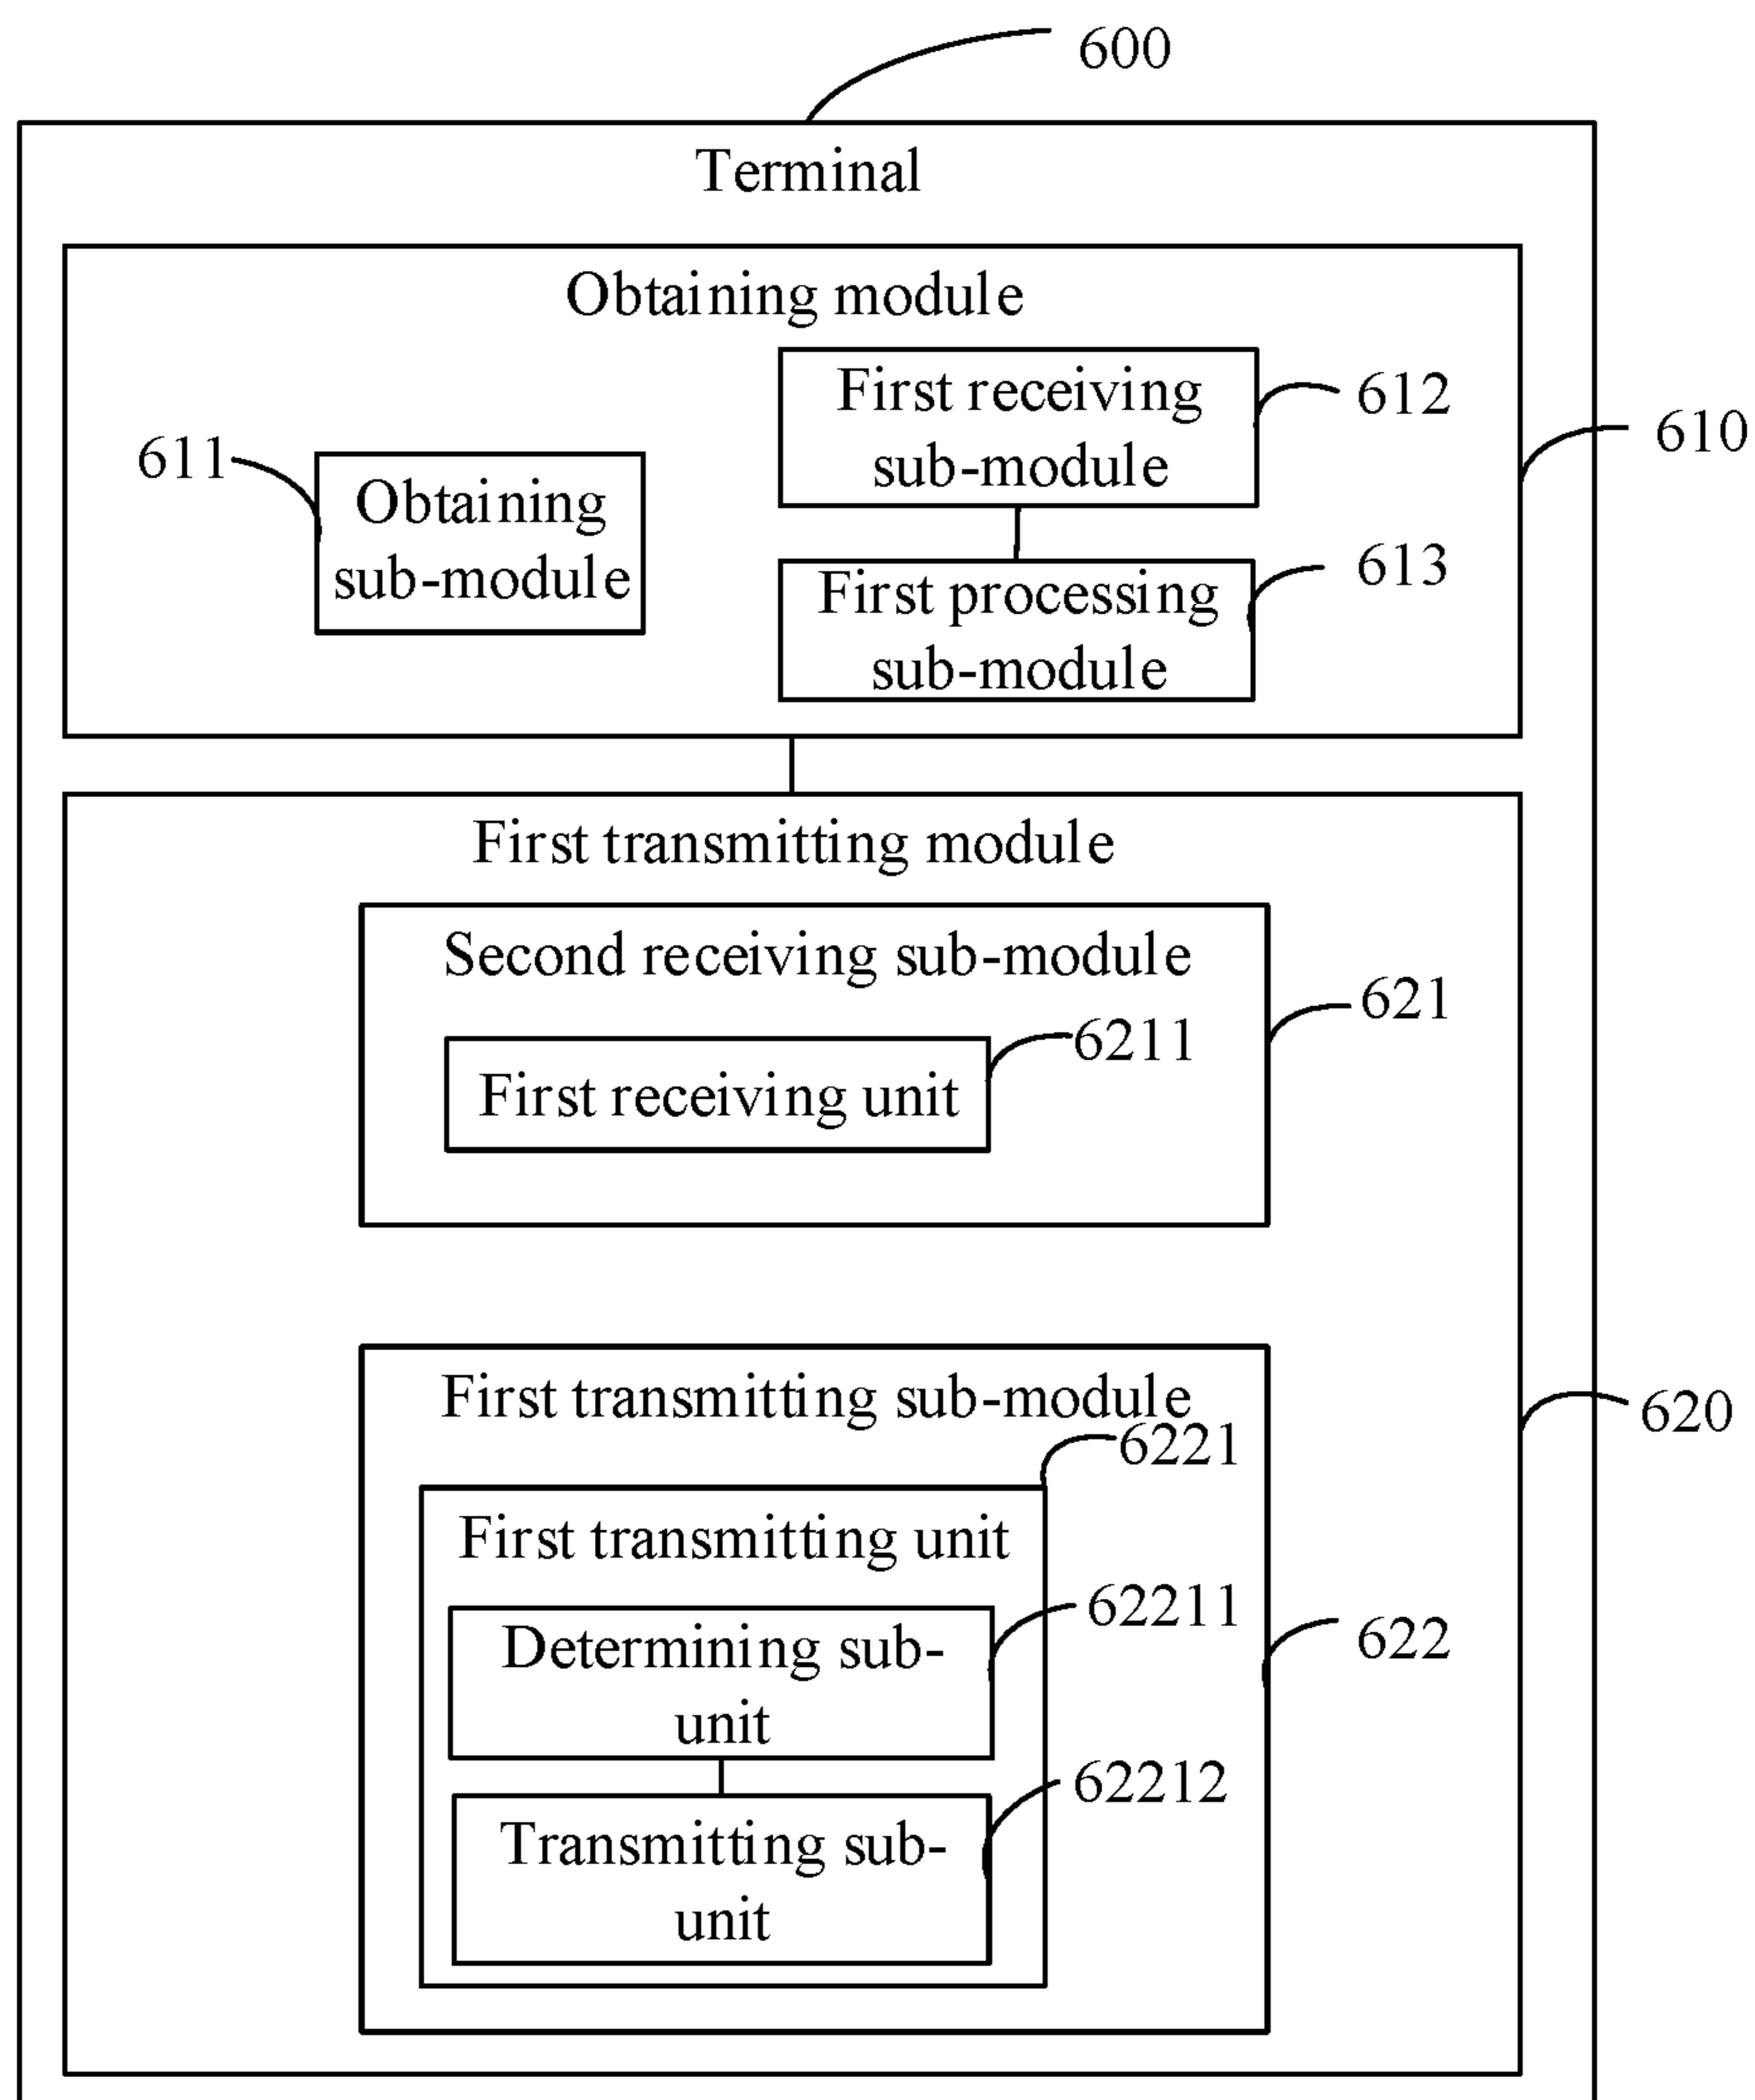 600
Terminal
Obtaining module
First receiving
sub-module
612
610
611
Obtaining
sub-module
First processing
sub-module
613
First transmitting module
Second receiving sub-module
621
6211
First receiving unit
First transmitting sub-module
620
6221
First transmitting unit
62211
Determining sub-
unit
622
62212
Transmitting sub-
unit